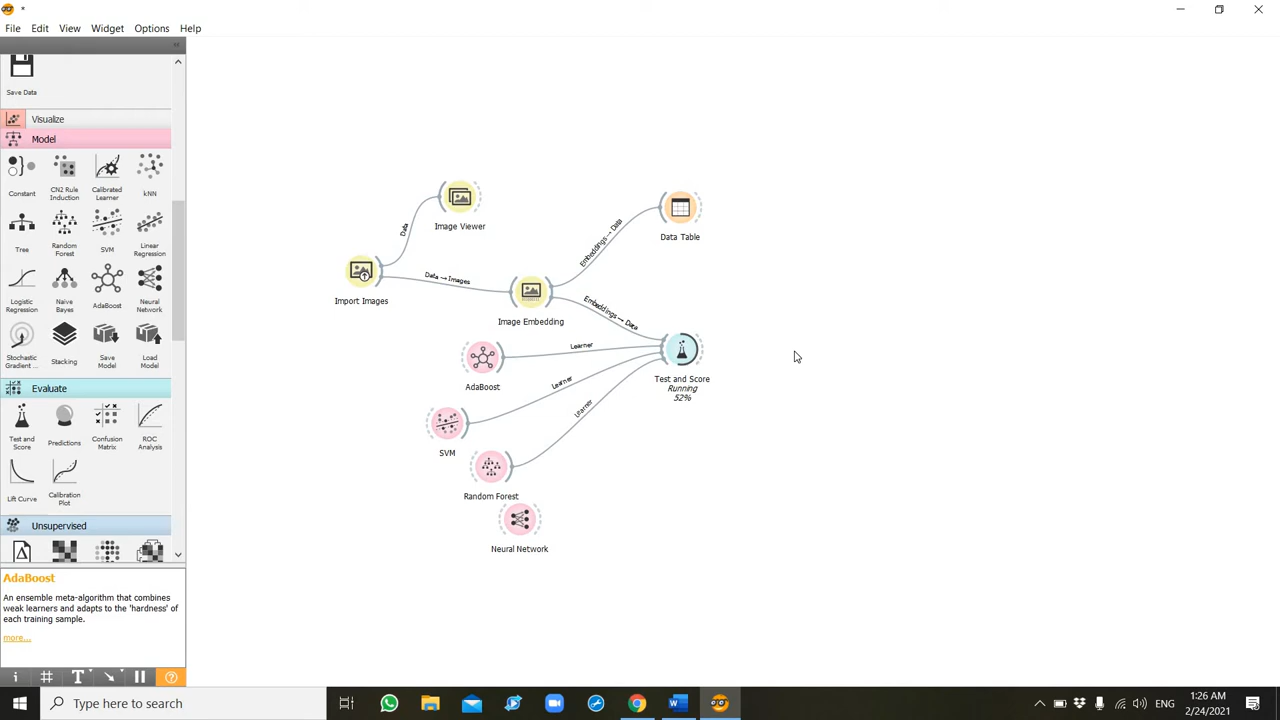 *
File Edit View Widget Options Help
Save Data
Visualize
Model
Constant
CN2 Rule Induction
Calibrated Learner
kNN
Tree
Random Forest
SVM
Linear Regression
Logistic Regression
Naive Bayes
AdaBoost
Neural Network
Stochastic Gradient ...
Stacking
Save Model
Load Model
Evaluate
Test and Score
Predictions
Confusion Matrix
ROC Analysis
Lift Curve
Calibration Plot
Unsupervised
AdaBoost
An ensemble meta-algorithm that combines
weak learners and adapts to the 'hardness' of
each training sample.
more...
Image Viewer
Data
Import Images
Data → Images
Image Embedding
Embeddings → Data
Data Table
Embeddings → Data
AdaBoost
Learner
Test and Score
Running
52%
SVM
Learner
Random Forest
Learner
Neural Network
Type here to search
ENG
1:26 AM
2/24/2021